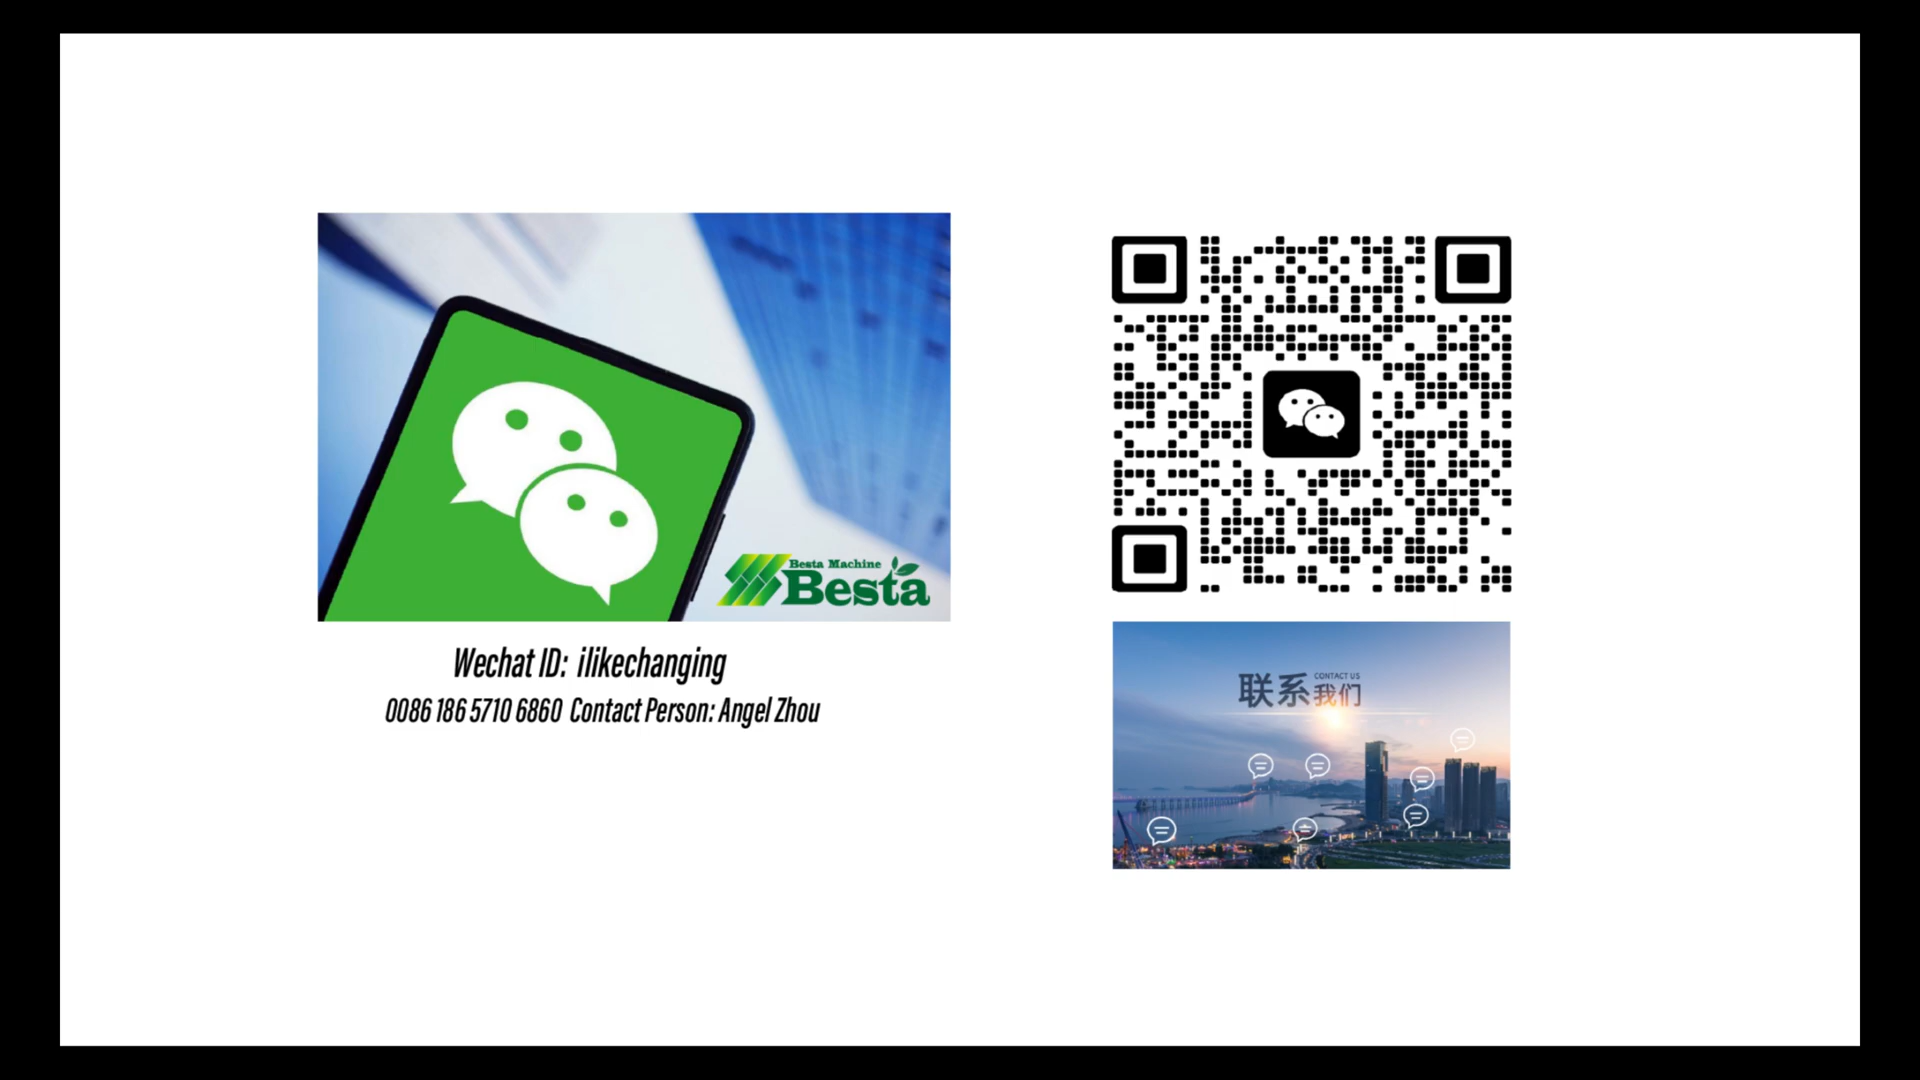 Besta Machine
Besta
Wechat ID: ilikechanging
0086 186 5710 6860 Contact Person: Angel Zhou
联系我们
CONTACT US